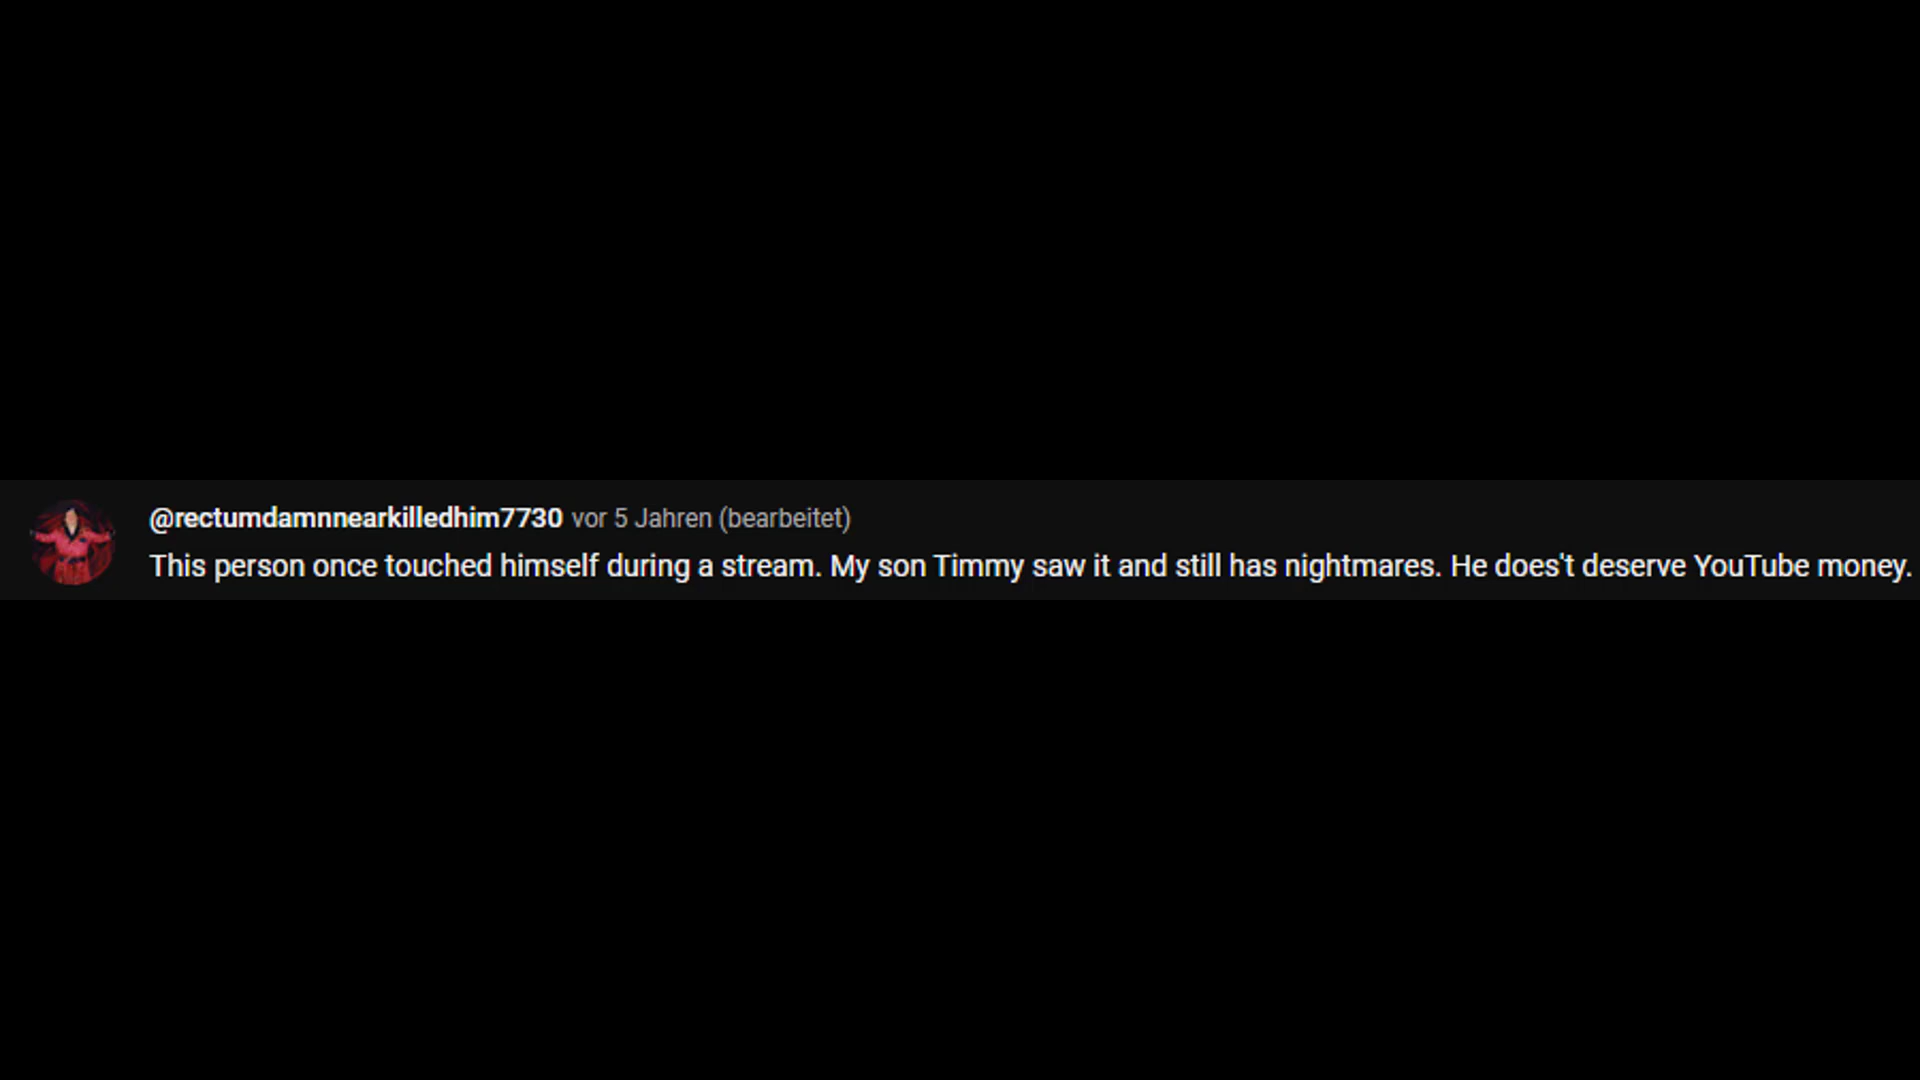 @rectumdamnnearkilledhim7730 vor 5 Jahren (bearbeitet)
This person once touched himself during a stream. My son Timmy saw it and still has nightmares. He does't deserve YouTube money.